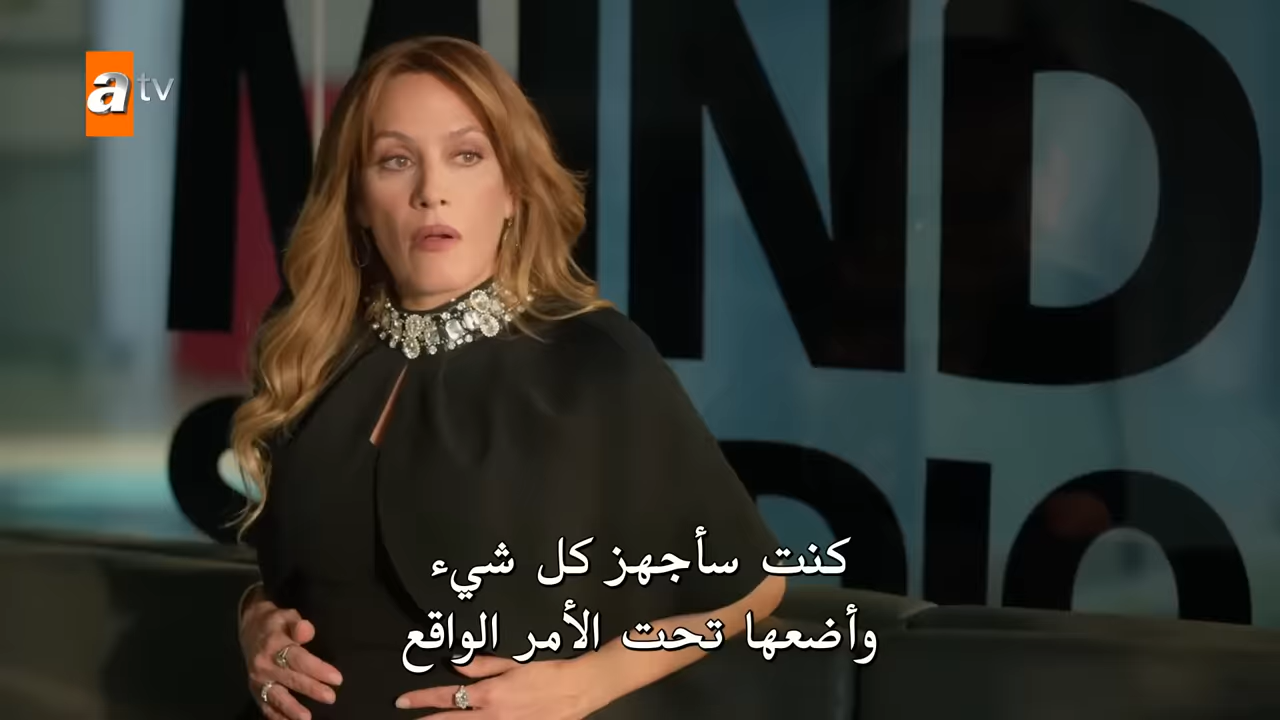 atv
MIND
كنت سأجهز كل شيء
وأضعها تحت الأمر الواقع